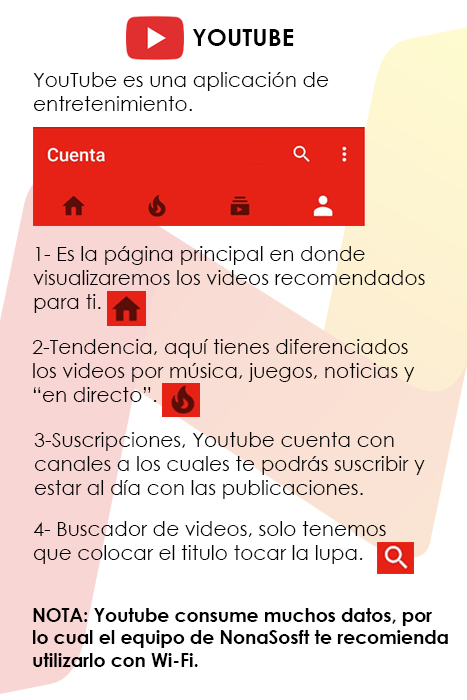 YOUTUBE
YouTube es una aplicación de
entretenimiento.
Cuenta
1- Es la página principal en donde
visualizaremos los videos recomendados
para ti.
2-Tendencia, aquí tienes diferenciados
los videos por música, juegos, noticias y
“en directo”.
3-Suscripciones, Youtube cuenta con
canales a los cuales te podrás suscribir y
estar al día con las publicaciones.
4- Buscador de videos, solo tenemos
que colocar el titulo tocar la lupa.
NOTA: Youtube consume muchos datos, por
lo cual el equipo de NonaSosft te recomienda
utilizarlo con Wi-Fi.